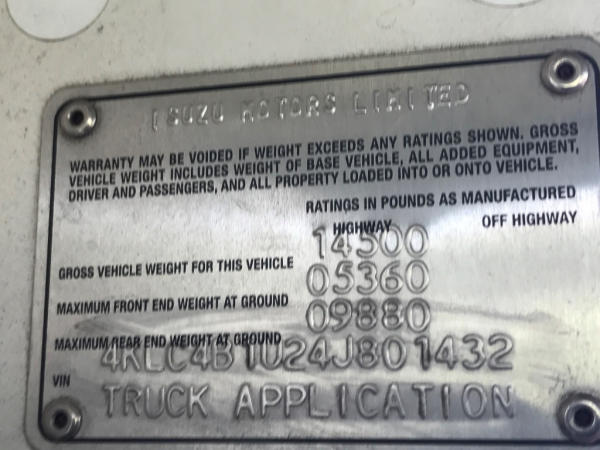 ISUZU MOTORS LIMITED
WARRANTY MAY BE VOIDED IF WEIGHT EXCEEDS ANY RATINGS SHOWN. GROSS
VEHICLE WEIGHT INCLUDES WEIGHT OF BASE VEHICLE, ALL ADDED EQUIPMENT,
DRIVER AND PASSENGERS, AND ALL PROPERTY LOADED INTO OR ONTO VEHICLE.
RATINGS IN POUNDS AS MANUFACTURED
HIGHWAY OFF HIGHWAY
GROSS VEHICLE WEIGHT FOR THIS VEHICLE 14500
MAXIMUM FRONT END WEIGHT AT GROUND 05360
MAXIMUM REAR END WEIGHT AT GROUND 09880
VIN 4KLC4B1U24J801432
TRUCK APPLICATION